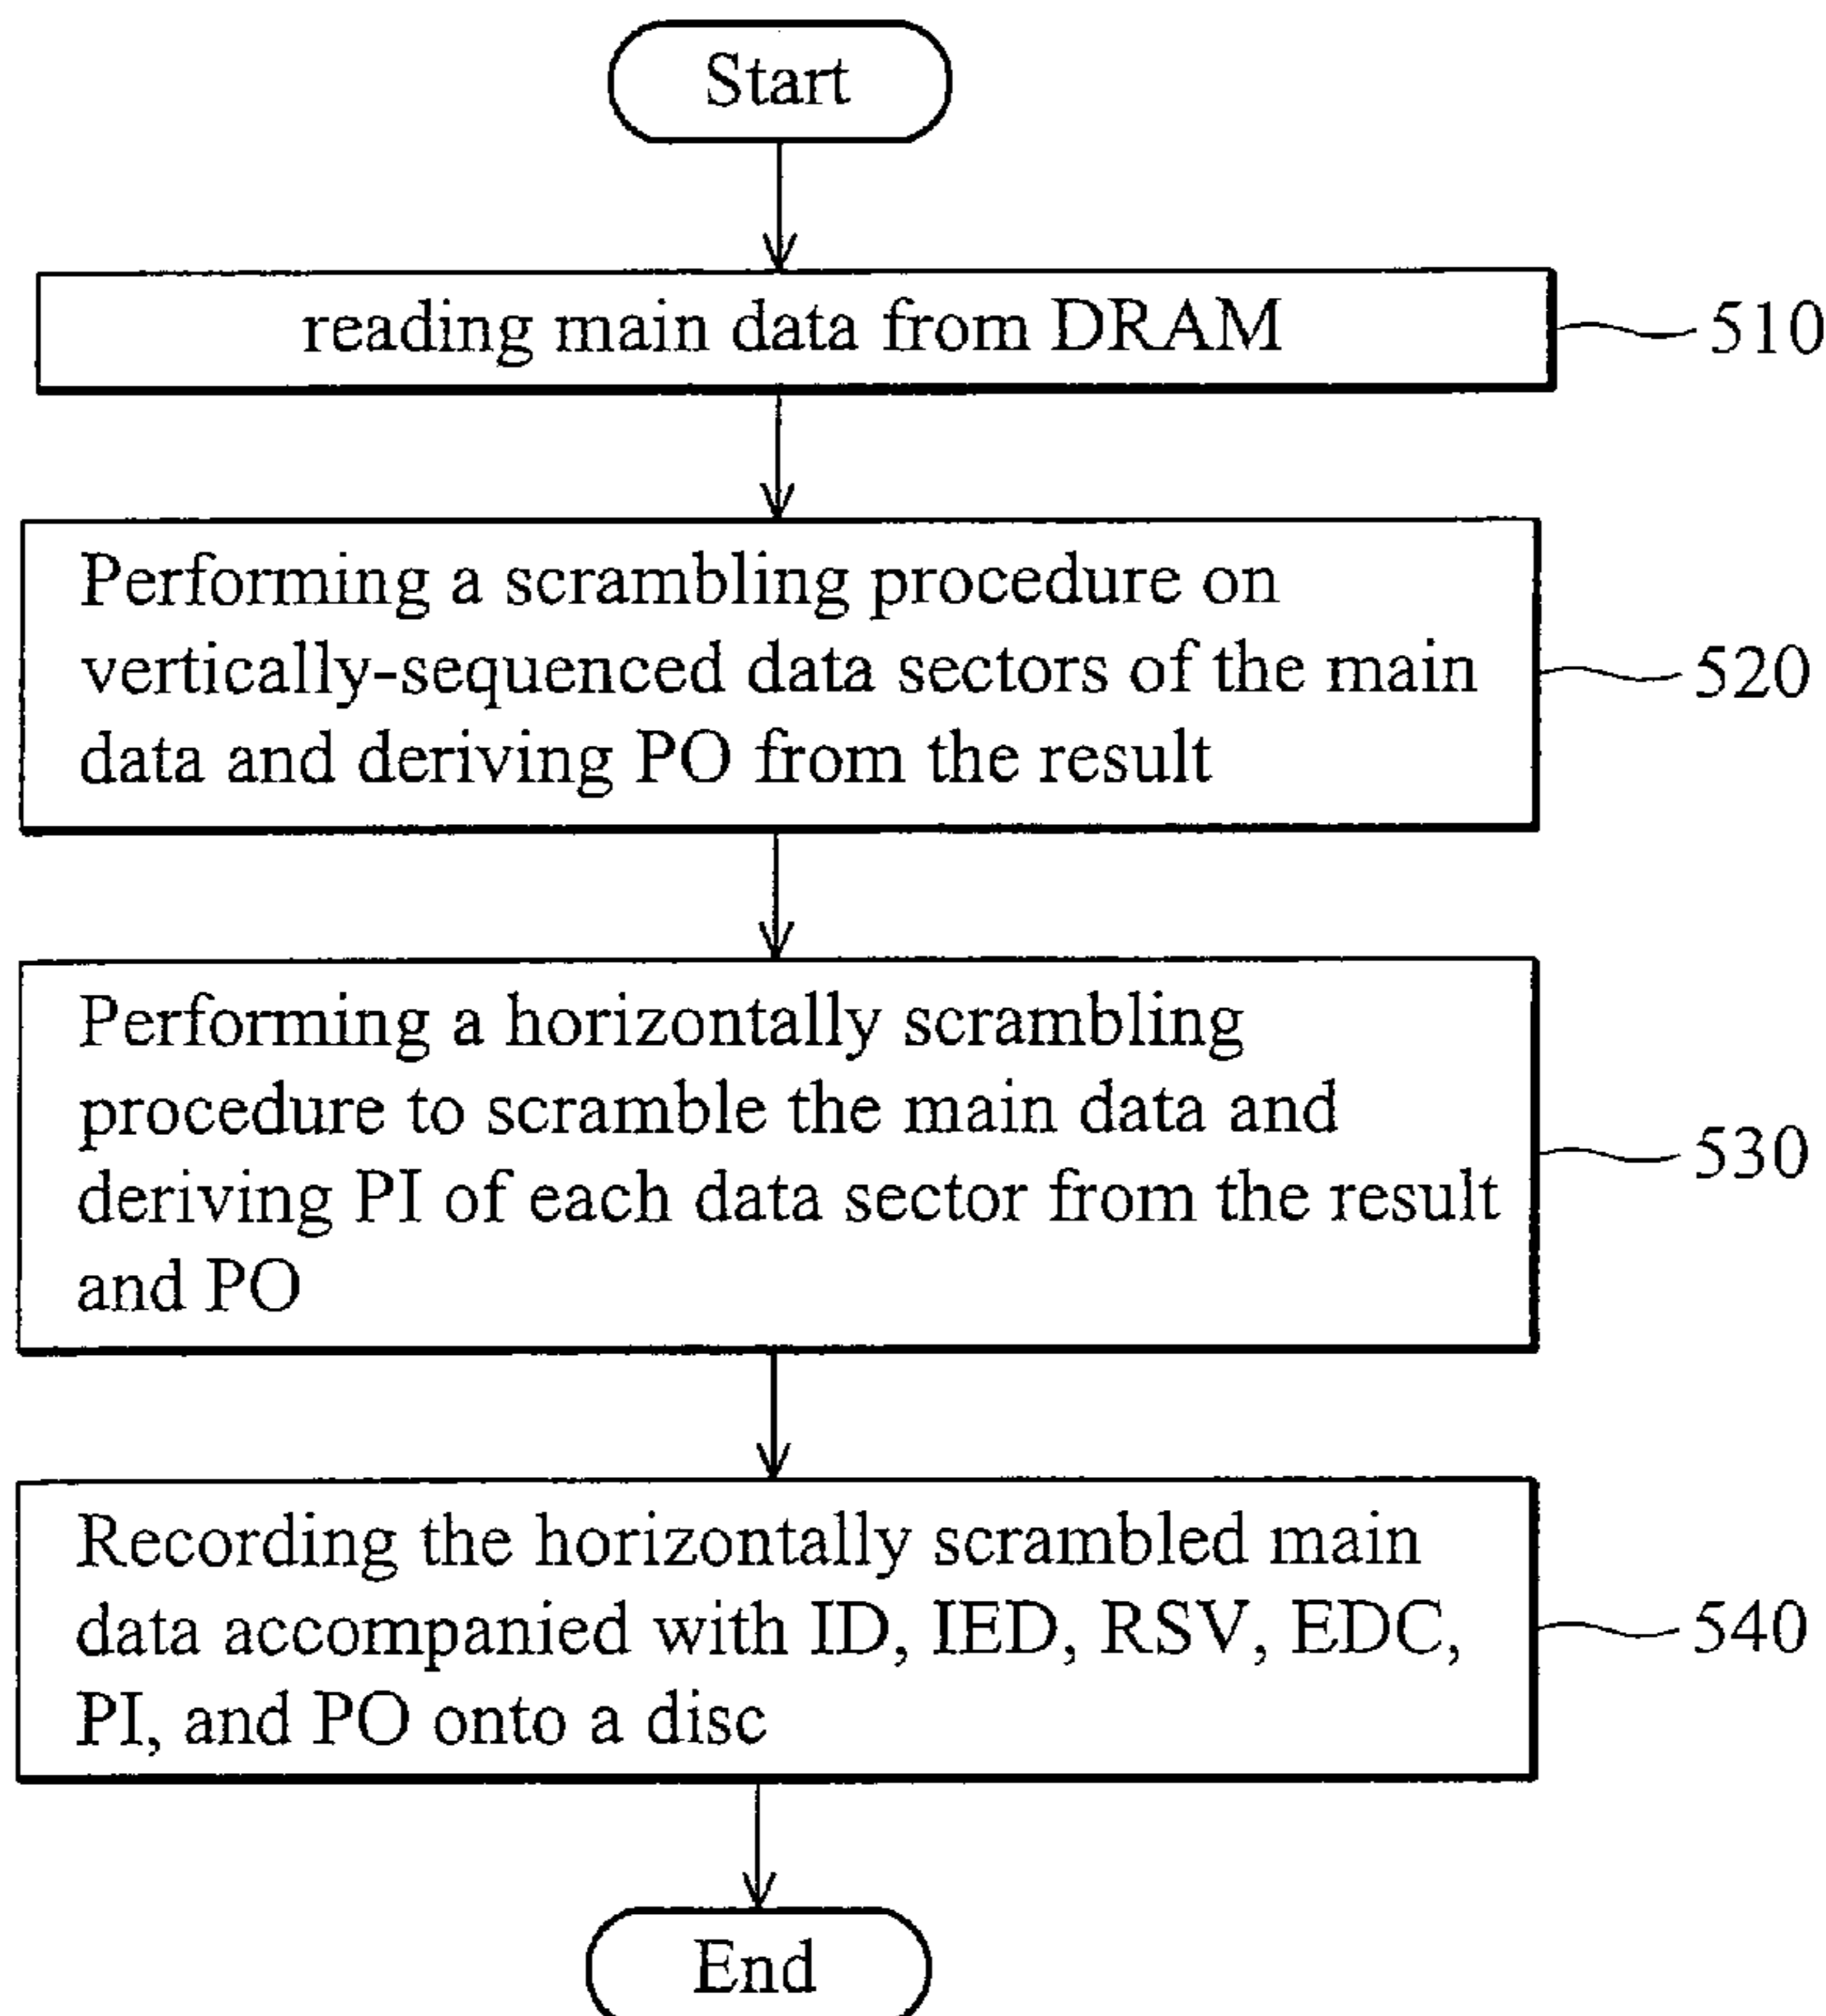 Start
reading main data from DRAM
510
Performing a scrambling procedure on
vertically-sequenced data sectors of the main
data and deriving PO from the result
520
Performing a horizontally scrambling
procedure to scramble the main data and
deriving PI of each data sector from the result
and PO
530
Recording the horizontally scrambled main
data accompanied with ID, IED, RSV, EDC,
PI, and PO onto a disc
540
End